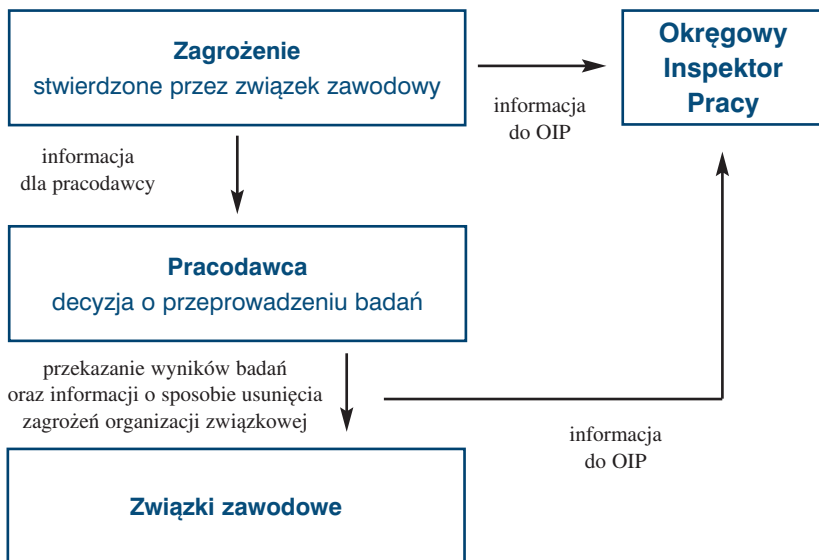 Zagrożenie
stwierdzone przez związek zawodowy
Okręgowy
Inspektor
Pracy
informacja
do OIP
informacja
dla pracodawcy
Pracodawca
decyzja o przeprowadzeniu badań
przekazanie wyników badań
oraz informacji o sposobie usunięcia
zagrożeń organizacji związkowej
informacja
do OIP
Związki zawodowe